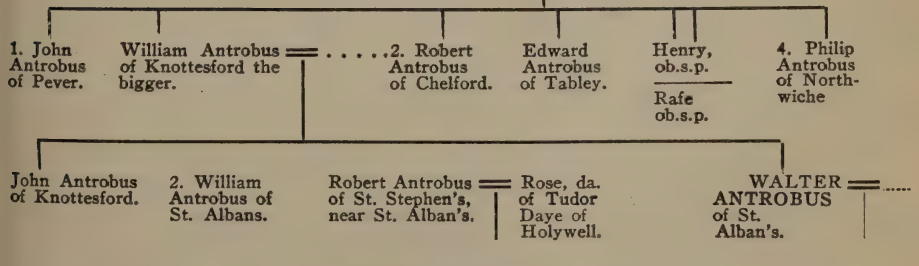 1. John
Antrobus
of Pever.
William Antrobus
of Knottesford the
bigger.
.....2. Robert
Antrobus
of Chelford.
Edward
Antrobus
of Tabley.
Henry,
ob.s.p.
Rafe
ob.s.p.
4. Philip
Antrobus
of North-
wiche
John Antrobus
of Knottesford.
2. William
Antrobus of
St. Albans.
Robert Antrobus
of St. Stephen's,
near St. Alban's.
Rose, da.
of Tudor
Daye of
Holywell.
WALTER
ANTROBUS
of St.
Alban's.